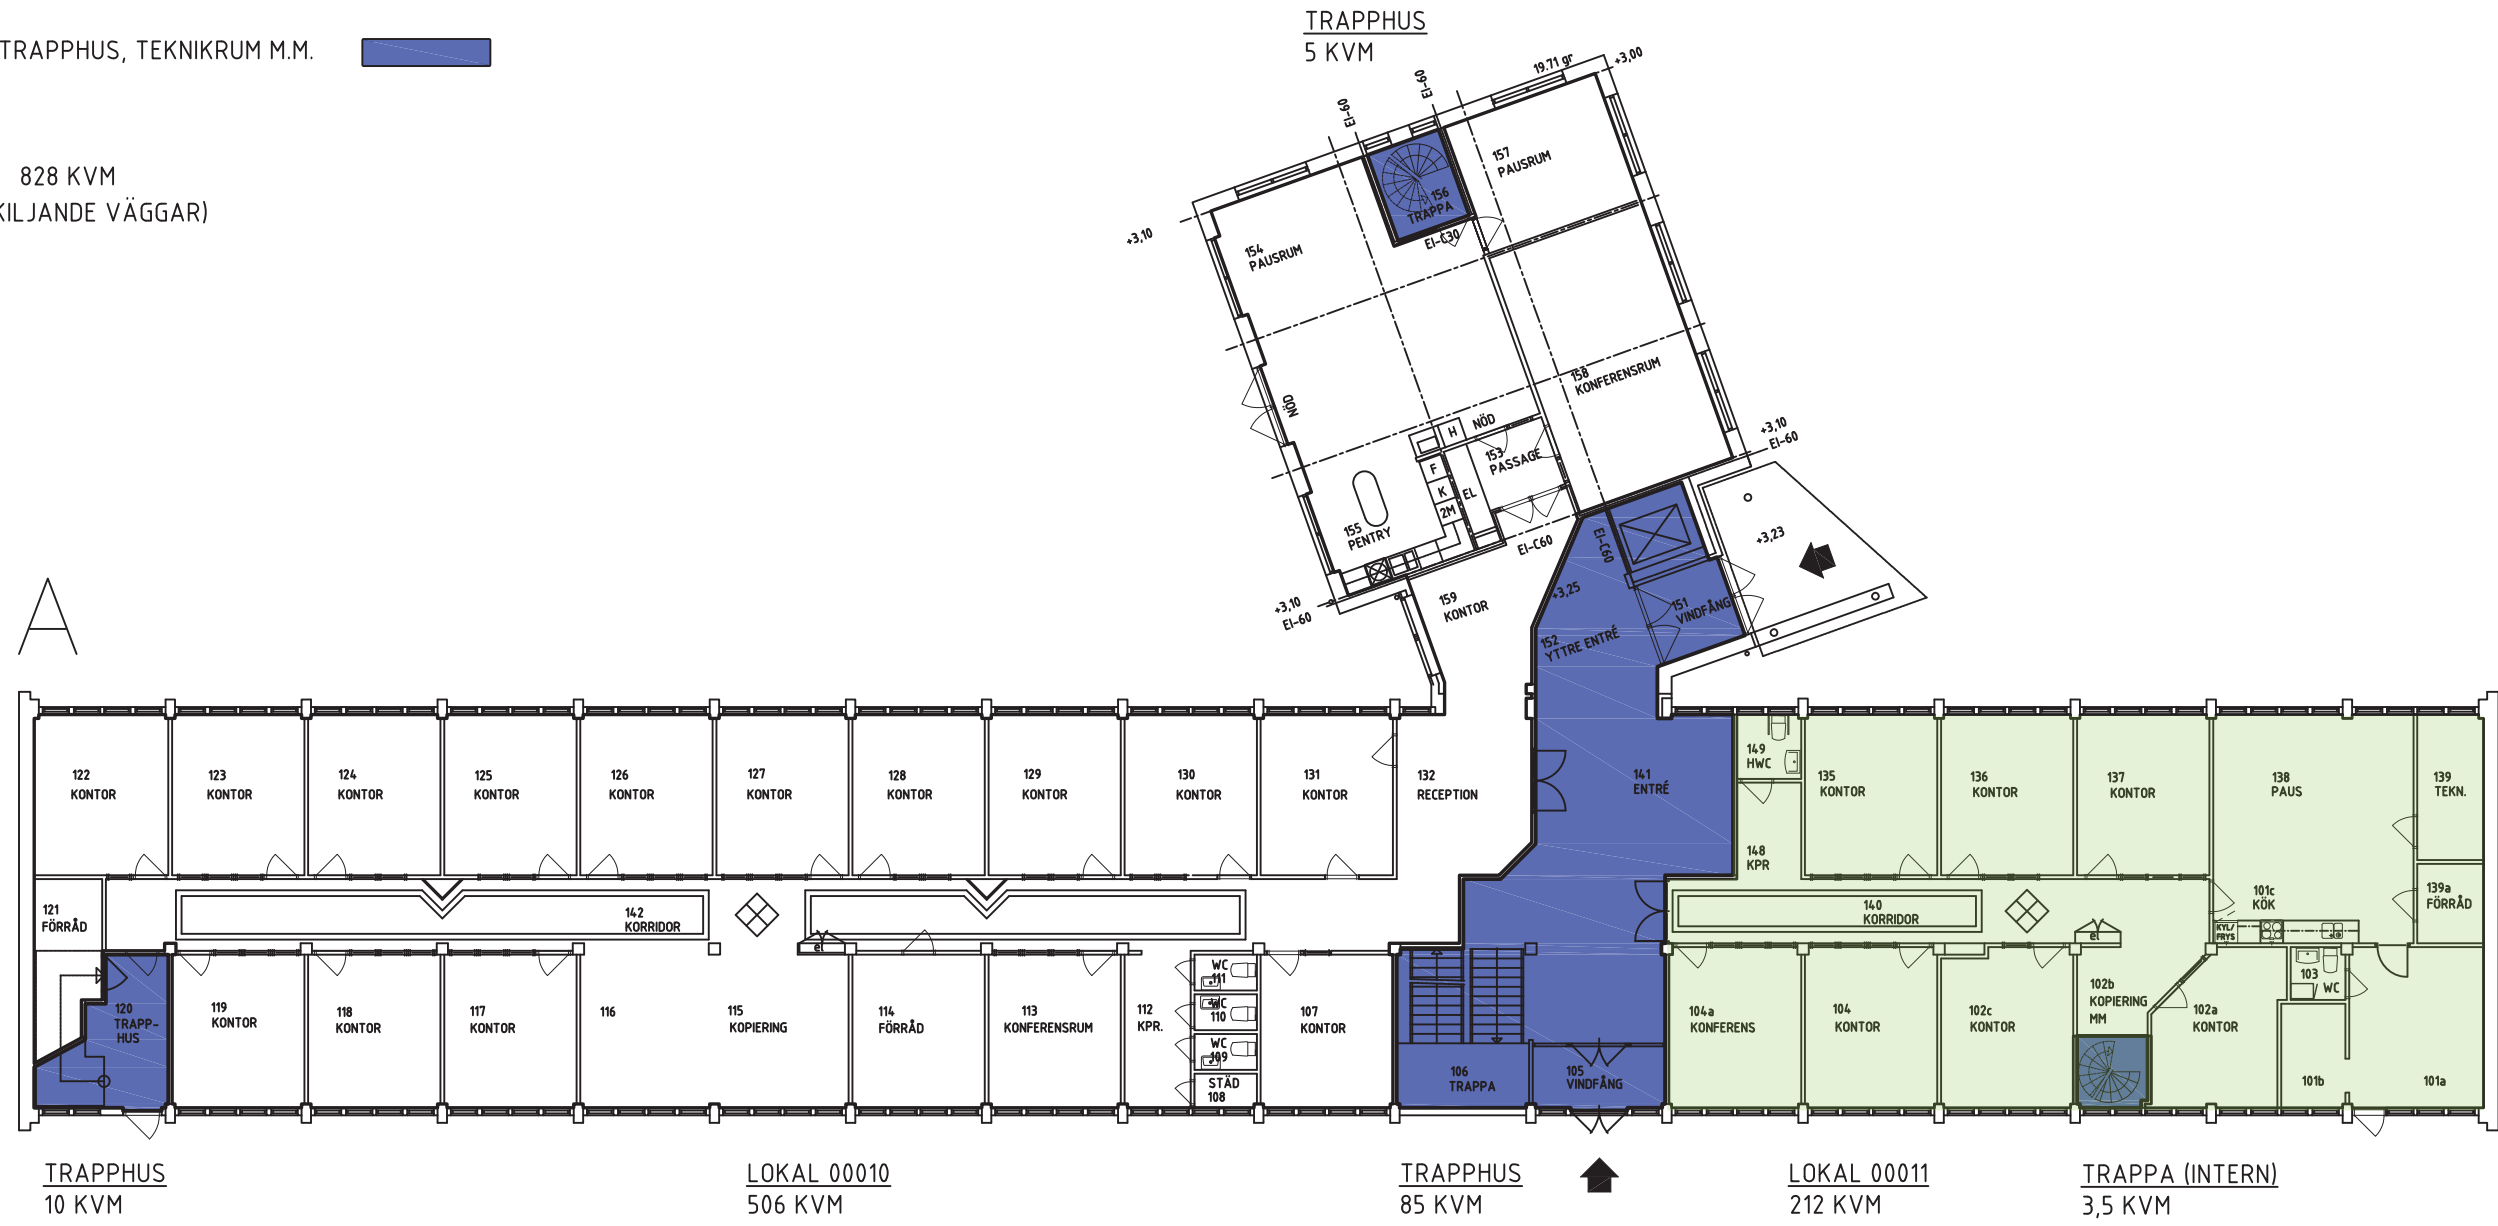 TRAPPHUS
5 KVM
TRAPPHUS, TEKNIKRUM M.M.
828 KVM
KILJANDE VÄGGAR)
A
19.71 gr
+3,00
EI-60
EI-60
157
PAUSRUM
156
TRAPPA
EI-C30
+3,10
154
PAUSRUM
158
KONFERENSRUM
NÖD
NÖD
H
+3,10
EI-60
153
PASSAGE
F
K
EL
2M
155
PENTRY
EI-C60
EI-C60
+3,23
+3,10
EI-60
159
KONTOR
+3,25
151
VINDFÅNG
152
YTTRE ENTRÉ
122
KONTOR
123
KONTOR
124
KONTOR
125
KONTOR
126
KONTOR
127
KONTOR
128
KONTOR
129
KONTOR
130
KONTOR
131
KONTOR
132
RECEPTION
141
ENTRÉ
149
HWC
135
KONTOR
136
KONTOR
137
KONTOR
138
PAUS
139
TEKN.
148
KPR
121
FÖRRÅD
142
KORRIDOR
140
KORRIDOR
101c
KÖK
139a
FÖRRÅD
KYL/
FRYS
el
el
120
TRAPP-
HUS
119
KONTOR
118
KONTOR
117
KONTOR
116
115
KOPIERING
114
FÖRRÅD
113
KONFERENSRUM
112
KPR.
WC
111
WC
110
WC
109
STÄD
108
107
KONTOR
106
TRAPPA
105
VINDFÅNG
104a
KONFERENS
104
KONTOR
102c
KONTOR
102b
KOPIERING
MM
102a
KONTOR
103
WC
101b
101a
TRAPPHUS
10 KVM
LOKAL 00010
506 KVM
TRAPPHUS
85 KVM
LOKAL 00011
212 KVM
TRAPPA (INTERN)
3,5 KVM